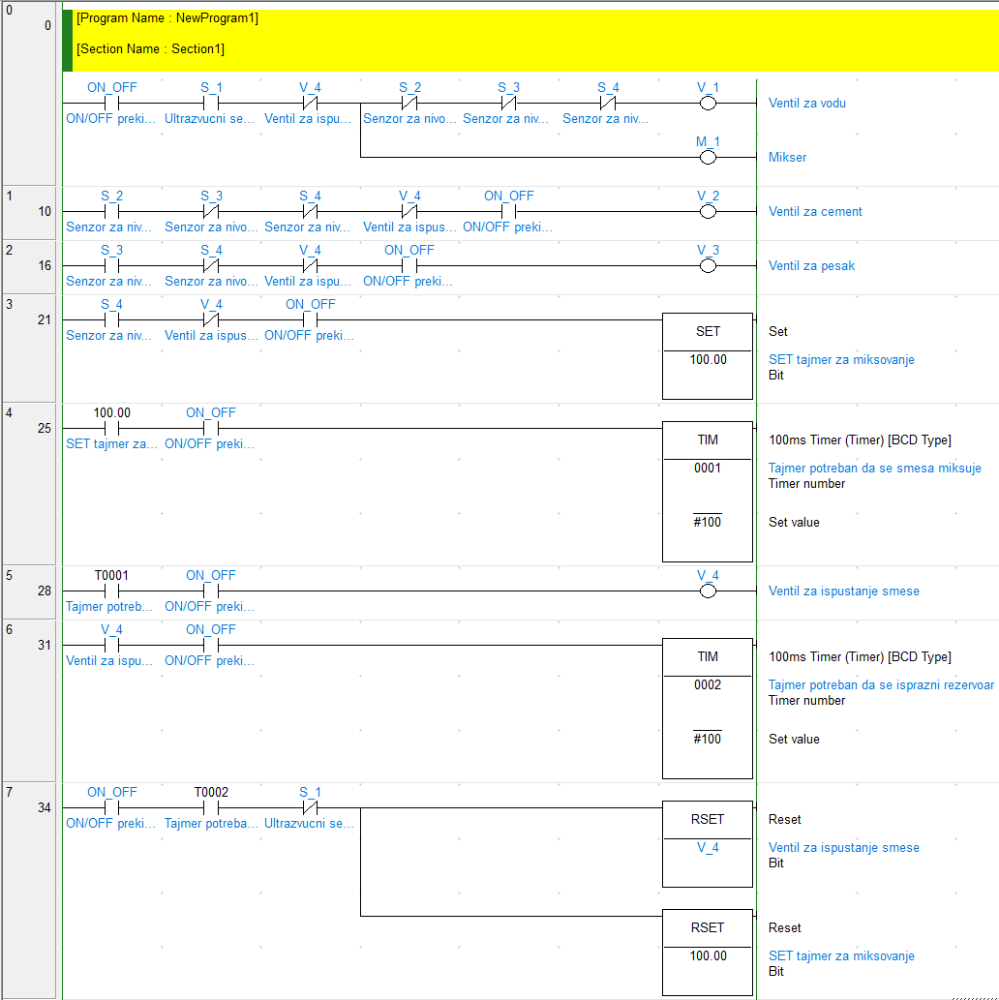 0
0
[Program Name : NewProgram1]
[Section Name : Section1]
ON_OFF S_1 V_4 S_2 S_3 S_4 V_1
ON/OFF preki... Ultrazvucni se... Ventil za ispu... Senzor za nivo... Senzor za niv... Senzor za niv... Ventil za vodu
M_1
Mikser
1
10
S_2 S_3 S_4 V_4 ON_OFF V_2
Senzor za niv... Senzor za nivo... Senzor za niv... Ventil za ispus... ON/OFF preki... Ventil za cement
2
16
S_3 S_4 V_4 ON_OFF V_3
Senzor za niv... Senzor za nivo... Ventil za ispu... ON/OFF preki... Ventil za pesak
3
21
S_4 V_4 ON_OFF
Senzor za niv... Ventil za ispus... ON/OFF preki...
SET Set
100.00 SET tajmer za miksovanje
Bit
4
25
100.00 ON_OFF
SET tajmer za... ON/OFF preki...
TIM 100ms Timer (Timer) [BCD Type]
0001 Tajmer potreban da se smesa miksuje
Timer number
#100 Set value
5
28
T0001 ON_OFF V_4
Tajmer potreb... ON/OFF preki... Ventil za ispustanje smese
6
31
V_4 ON_OFF
Ventil za ispu... ON/OFF preki...
TIM 100ms Timer (Timer) [BCD Type]
0002 Tajmer potreban da se isprazni rezervoar
Timer number
#100 Set value
7
34
ON_OFF T0002 S_1
ON/OFF preki... Tajmer potreba... Ultrazvucni se...
RSET Reset
V_4 Ventil za ispustanje smese
Bit
RSET Reset
100.00 SET tajmer za miksovanje
Bit